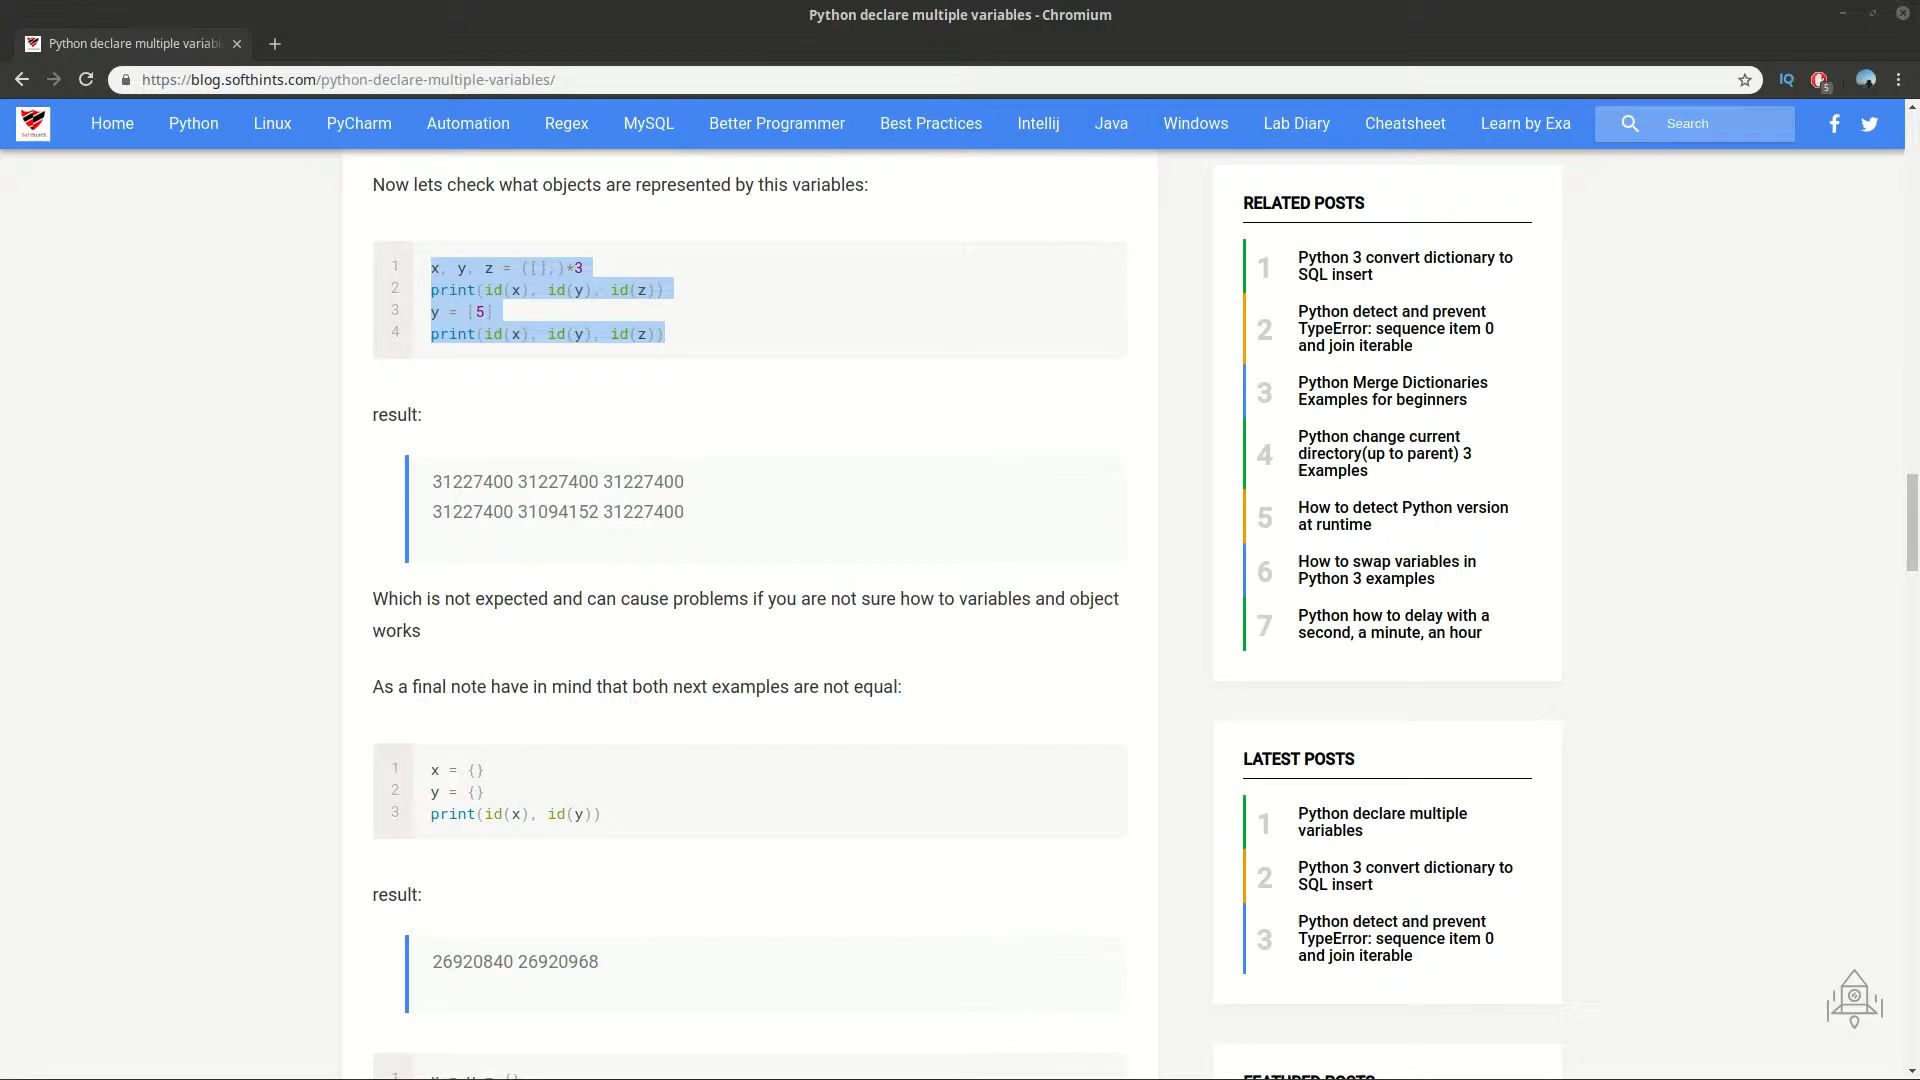 Python declare multiple variables - Chromium
Python declare multiple variabl
https://blog.softhints.com/python-declare-multiple-variables/
IQ
5
Home Python Linux PyCharm Automation Regex MySQL Better Programmer Best Practices Intellij Java Windows Lab Diary Cheatsheet Learn by Exa Search
Now lets check what objects are represented by this variables:
1 x, y, z = ([],)*3
2 print(id(x), id(y), id(z))
3 y = [5]
4 print(id(x), id(y), id(z))
result:
31227400 31227400 31227400
31227400 31094152 31227400
Which is not expected and can cause problems if you are not sure how to variables and object
works
As a final note have in mind that both next examples are not equal:
1 x = {}
2 y = {}
3 print(id(x), id(y))
result:
26920840 26920968
1
RELATED POSTS
1 Python 3 convert dictionary to
SQL insert
2 Python detect and prevent
TypeError: sequence item 0
and join iterable
3 Python Merge Dictionaries
Examples for beginners
4 Python change current
directory(up to parent) 3
Examples
5 How to detect Python version
at runtime
6 How to swap variables in
Python 3 examples
7 Python how to delay with a
second, a minute, an hour
LATEST POSTS
1 Python declare multiple
variables
2 Python 3 convert dictionary to
SQL insert
3 Python detect and prevent
TypeError: sequence item 0
and join iterable
FEATURED POSTS